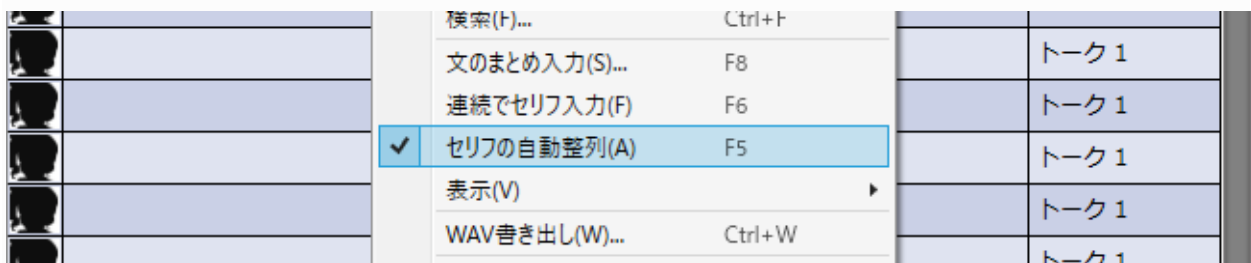 検索(F)... Ctrl+F
文のまとめ入力(S)... F8
トーク 1
連続でセリフ入力(F) F6
トーク 1
✓ セリフの自動整列(A) F5
トーク 1
表示(V)
トーク 1
WAV書き出し(W)... Ctrl+W
トーク 1